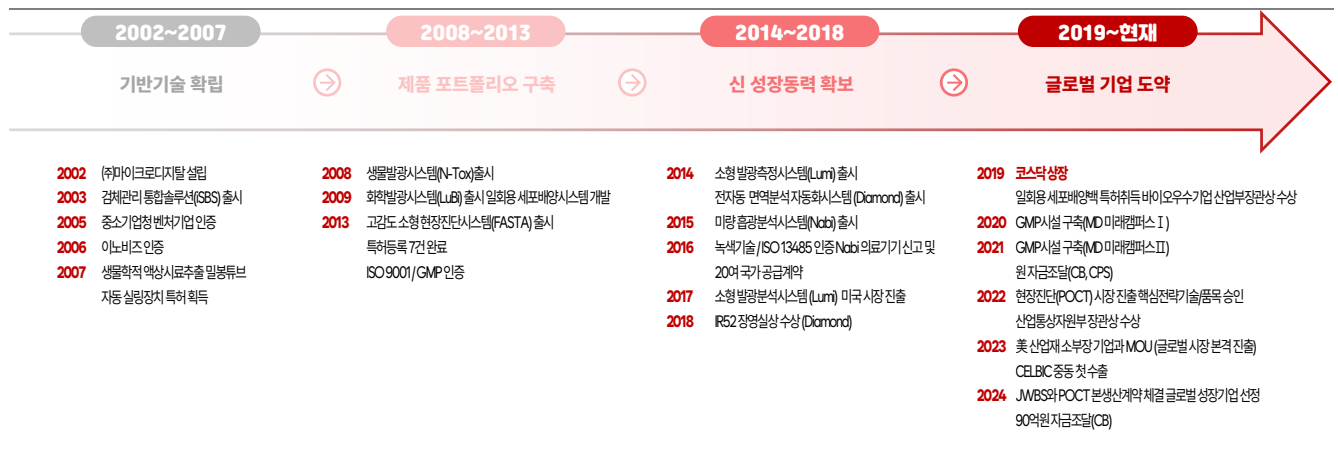 2002~2007
2008~2013
2014~2018
2019~현재
기반기술 확립
제품 포트폴리오 구축
신 성장동력 확보
글로벌 기업 도약
2002 ㈜마이크로디지탈 설립
2003 검체관리 통합솔루션(iSBS) 출시
2005 중소기업청 벤처기업 인증
2006 이노비즈 인증
2007 생물학적 액상시료추출 밀봉튜브
자동 실링장치 특허 획득
2008 생물발광시스템(N-Tox)출시
2009 화학발광시스템(LuBi) 출시 일회용 세포배양시스템 개발
2013 고감도 소형 현장진단시스템(FASTA) 출시
특허등록 7건 완료
ISO 9001 / GMP 인증
2014 소형 발광측정시스템(Lumi) 출시
전자동 면역분석 자동화시스템 (Diamond) 출시
2015 미량 흡광분석시스템(Nabi) 출시
2016 녹색기술 / ISO 13485 인증 Nabi 의료기기 신고 및
20여 국가 공급계약
2017 소형 발광분석시스템 (Lumi) 미국 시장 진출
2018 IR52 장영실상 수상 (Diamond)
2019 코스닥 상장
일회용 세포배양백 특허취득 바이오우수기업 산업부장관상 수상
2020 GMP시설 구축(MD 미래캠퍼스Ⅰ)
2021 GMP시설 구축(MD 미래캠퍼스Ⅱ)
원 자금조달(CB, CPS)
2022 현장진단(POCT) 시장 진출 핵심전략기술/품목 승인
산업통상자원부 장관상 수상
2023 美 산업재 소부장 기업과 MOU (글로벌 시장 본격 진출)
CELBIC 중동 첫 수출
2024 JWBS와 POCT 본생산계약 체결 글로벌 성장기업 선정
90억원 자금조달(CB)